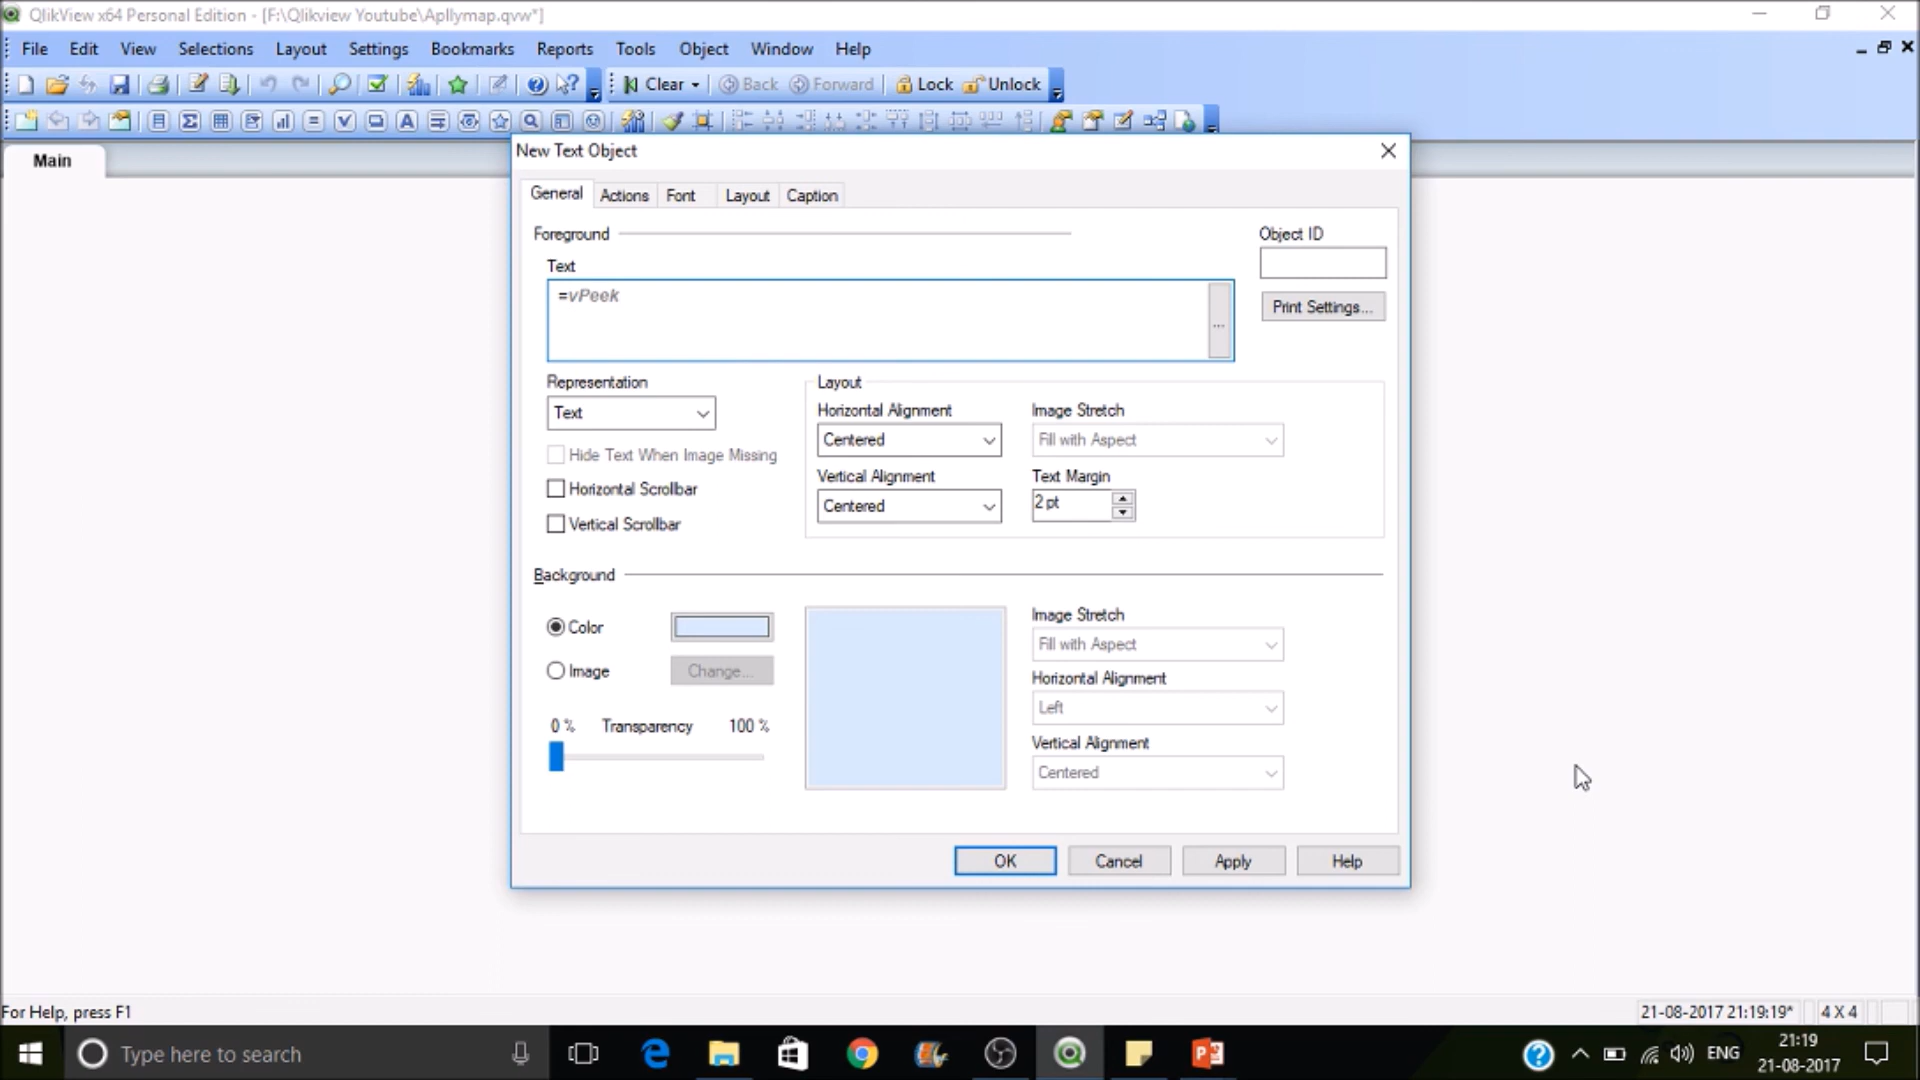 QlikView x64 Personal Edition - [F:\Qlikview Youtube\Apllymap.qvw*]
File Edit View Selections Layout Settings Bookmarks Reports Tools Object Window Help
Clear Back Forward Lock Unlock
Main
New Text Object
General Actions Font Layout Caption
Foreground
Object ID
Text
=vPeek
...
Print Settings...
Representation
Layout
Text
Horizontal Alignment
Image Stretch
Centered
Fill with Aspect
Hide Text When Image Missing
Vertical Alignment
Text Margin
Horizontal Scrollbar
Centered
2 pt
Vertical Scrollbar
Background
Color
Image Stretch
Fill with Aspect
Image
Change...
Horizontal Alignment
Left
0 % Transparency 100 %
Vertical Alignment
Centered
OK Cancel Apply Help
For Help, press F1
21-08-2017 21:19:19*
4 X 4
Type here to search
ENG
21:19
21-08-2017